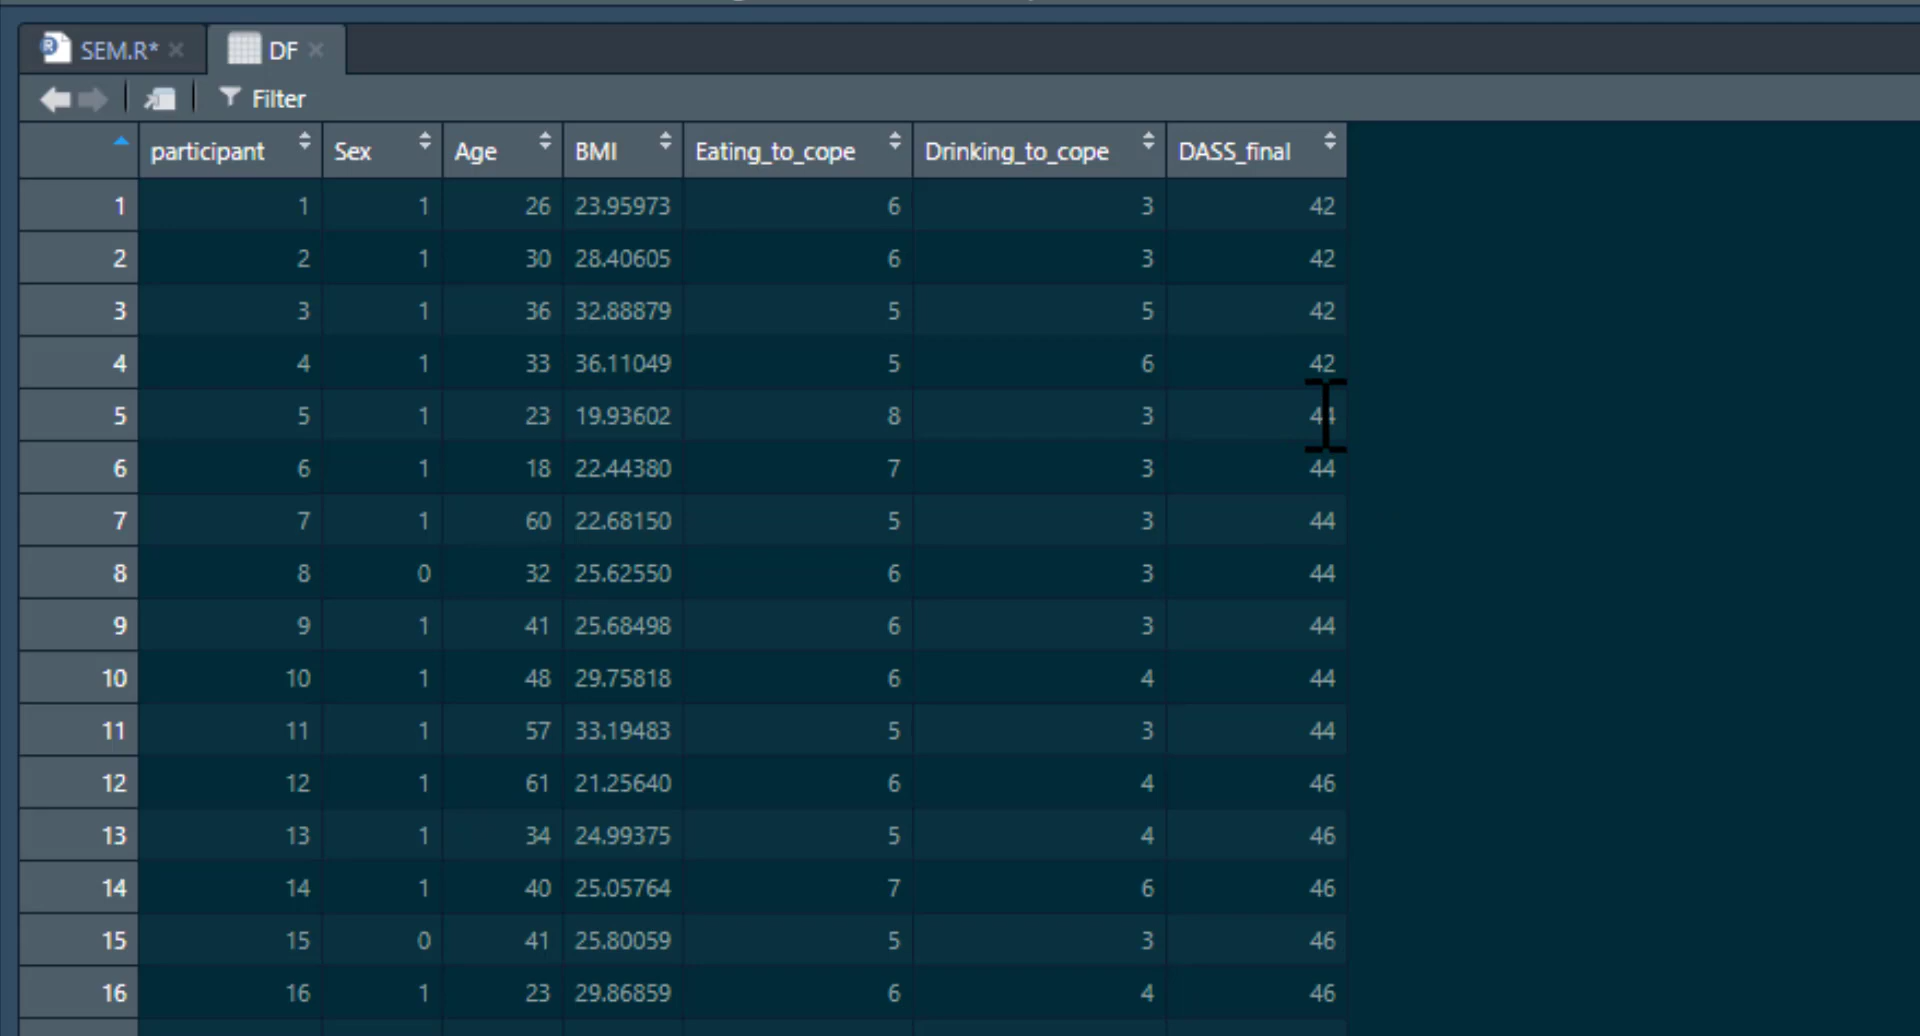 SEM.R* DF
Filter
participant Sex Age BMI Eating_to_cope Drinking_to_cope DASS_final
1 1 1 26 23.95973 6 3 42
2 2 1 30 28.40605 6 3 42
3 3 1 36 32.88879 5 5 42
4 4 1 33 36.11049 5 6 42
5 5 1 23 19.93602 8 3 44
6 6 1 18 22.44380 7 3 44
7 7 1 60 22.68150 5 3 44
8 8 0 32 25.62550 6 3 44
9 9 1 41 25.68498 6 3 44
10 10 1 48 29.75818 6 4 44
11 11 1 57 33.19483 5 3 44
12 12 1 61 21.25640 6 4 46
13 13 1 34 24.99375 5 4 46
14 14 1 40 25.05764 7 6 46
15 15 0 41 25.80059 5 3 46
16 16 1 23 29.86859 6 4 46